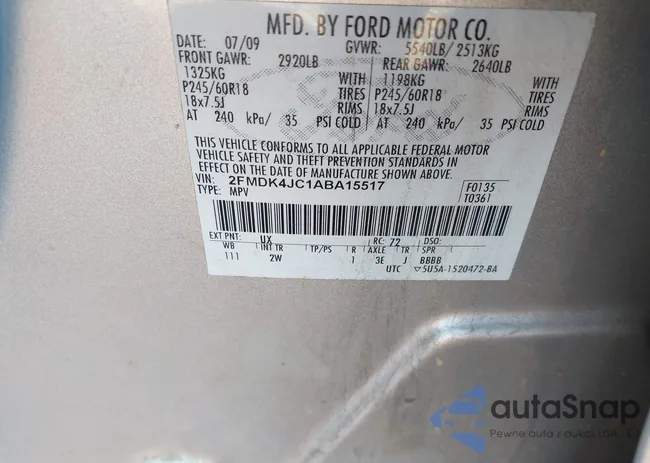 MFD. BY FORD MOTOR CO.
DATE: 07/09 GVWR: 5540LB/ 2513KG
FRONT GAWR: 2920LB REAR GAWR: 2640LB
1325KG WITH 1198KG WITH
P245/60R18 TIRES P245/60R18 TIRES
18x7.5J RIMS 18x7.5J RIMS
AT 240 kPa/ 35 PSI COLD AT 240 kPa/ 35 PSI COLD
THIS VEHICLE CONFORMS TO ALL APPLICABLE FEDERAL MOTOR
VEHICLE SAFETY AND THEFT PREVENTION STANDARDS IN
EFFECT ON THE DATE OF MANUFACTURE SHOWN ABOVE.
VIN: 2FMDK4JC1ABA15517 F0135
TYPE: MPV T0361
EXT PNT: UX RC: 72 DSO:
WB INT TR TP/PS R AXLE TR SPR
111 2W 1 3E J BBBB
UTC ▽5U5A-1520472-BA
autaSnap
Pewne auta z aukcji USA